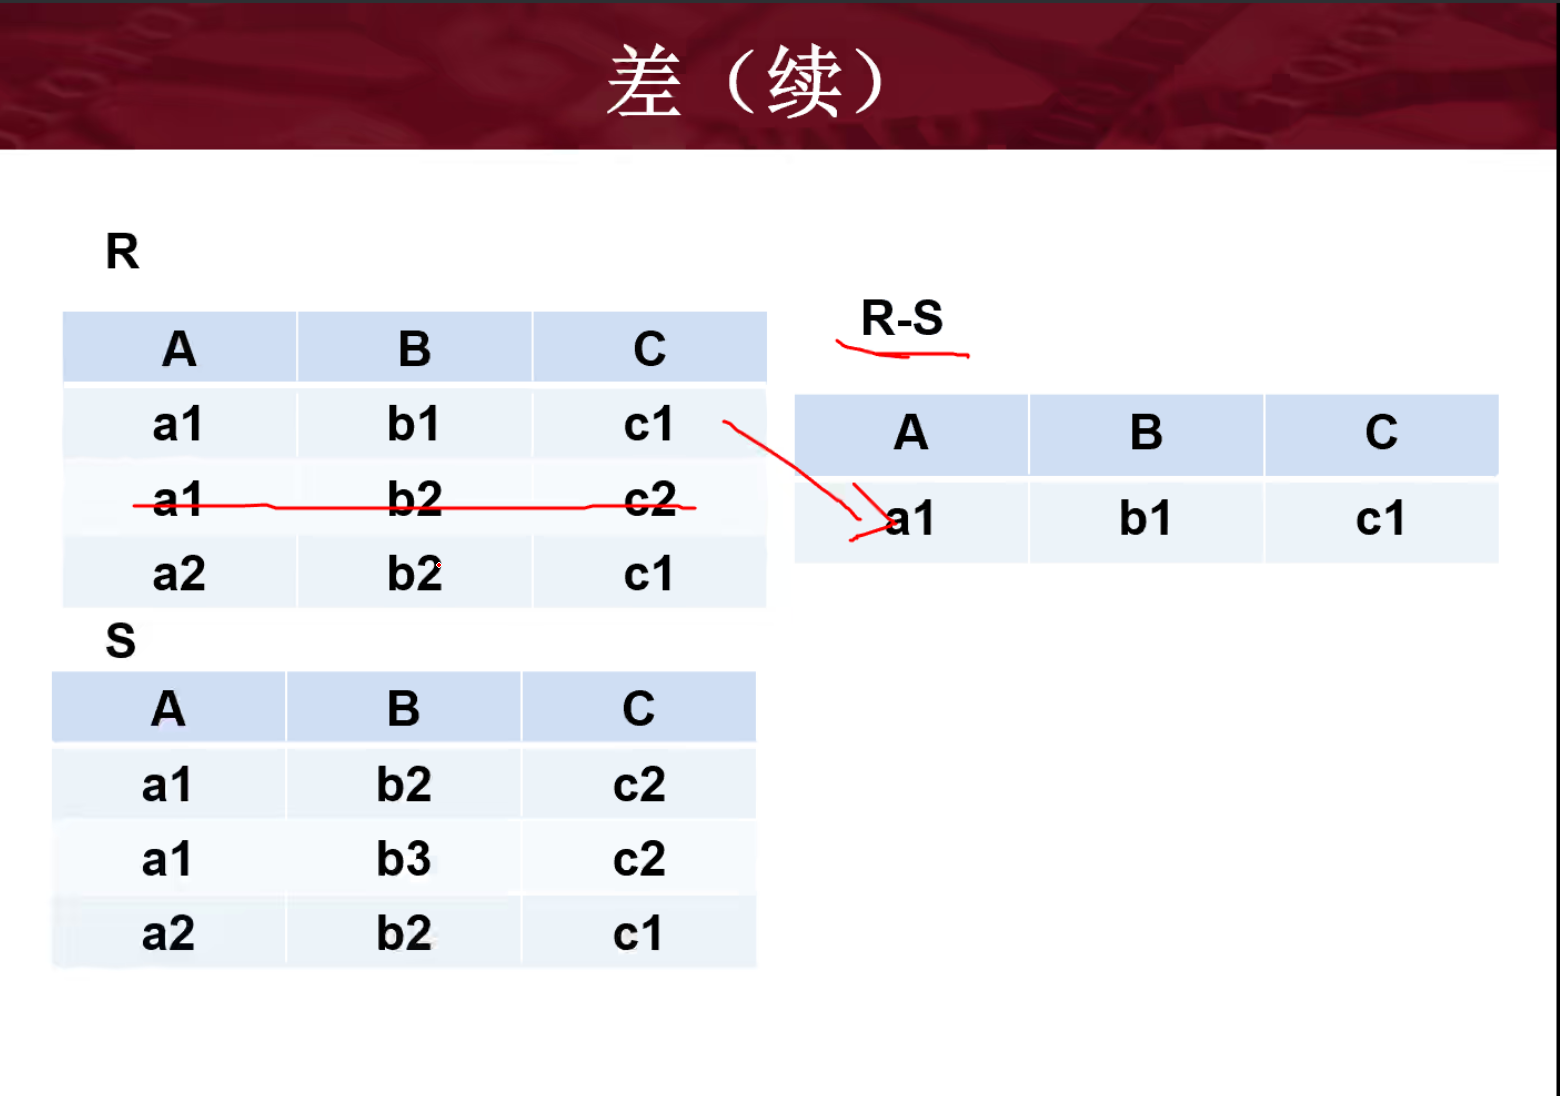 差（续）
R
A B C
a1 b1 c1
a1 b2 c2
a2 b2 c1
R-S
A B C
a1 b1 c1
S
A B C
a1 b2 c2
a1 b3 c2
a2 b2 c1